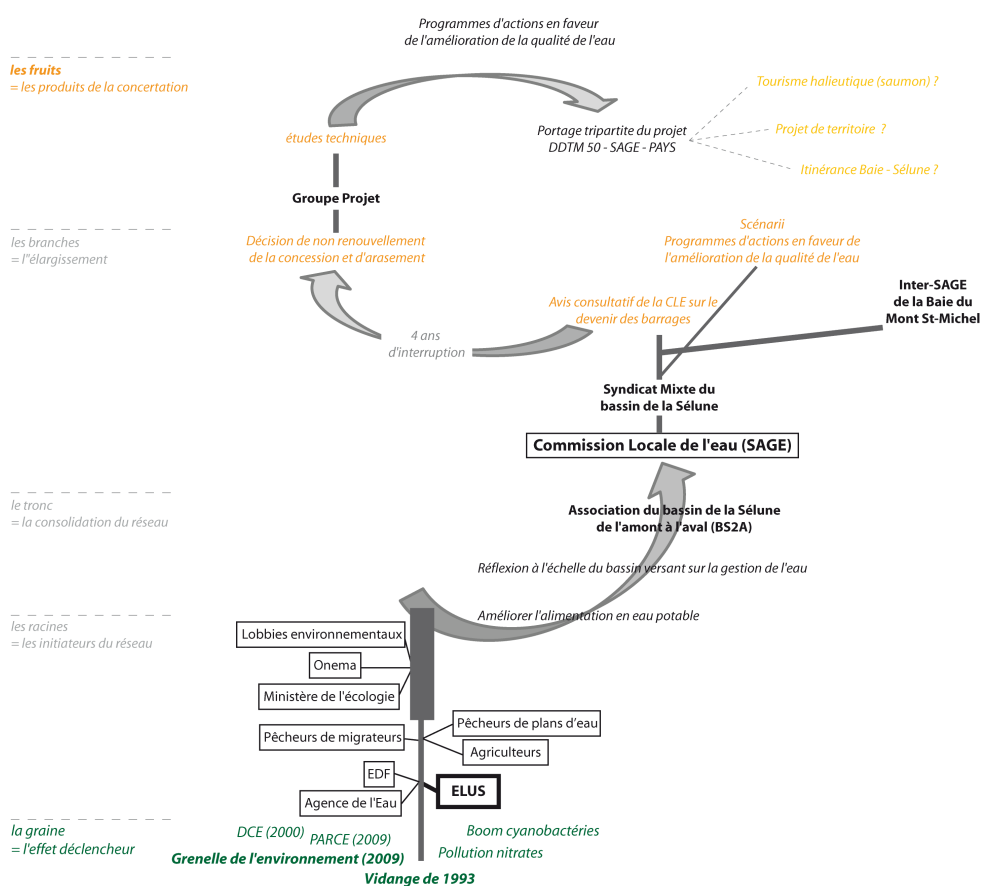 Programmes d'actions en faveur
de l'amélioration de la qualité de l'eau
les fruits
= les produits de la concertation
Tourisme halieutique (saumon) ?
études techniques
Portage tripartite du projet
DDTM 50 - SAGE - PAYS
Projet de territoire ?
Itinérance Baie - Sélune ?
Groupe Projet
les branches
= l"élargissement
Décision de non renouvellement
de la concession et d'arasement
Scénarii
Programmes d'actions en faveur de
l'amélioration de la qualité de l'eau
Inter-SAGE
de la Baie du
Mont St-Michel
Avis consultatif de la CLE sur le
devenir des barrages
4 ans
d'interruption
Syndicat Mixte du
bassin de la Sélune
Commission Locale de l'eau (SAGE)
le tronc
= la consolidation du réseau
Association du bassin de la Sélune
de l'amont à l'aval (BS2A)
Réflexion à l'échelle du bassin versant sur la gestion de l'eau
Améliorer l'alimentation en eau potable
les racines
= les initiateurs du réseau
Lobbies environnementaux
Onema
Ministère de l'écologie
Pêcheurs de migrateurs
Pêcheurs de plans d'eau
Agriculteurs
EDF
ELUS
Agence de l'Eau
la graine
= l'effet déclencheur
DCE (2000)
PARCE (2009)
Boom cyanobactéries
Grenelle de l'environnement (2009)
Pollution nitrates
Vidange de 1993